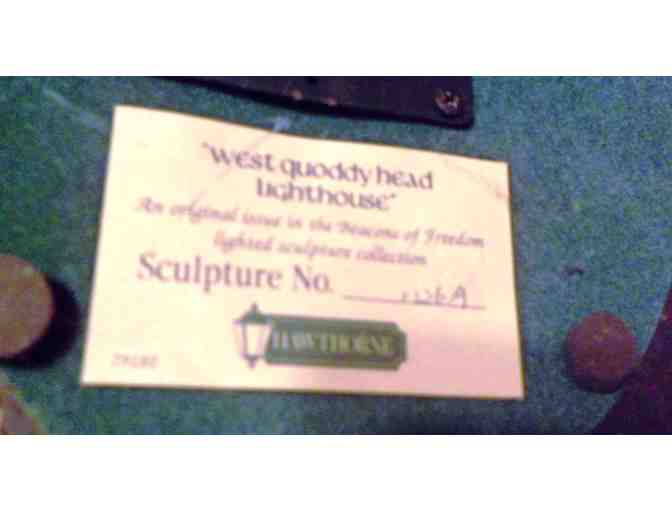 "West Quoddy Head
Lighthouse"
An original issue in the Beacons of Freedom
lighted sculpture collection
Sculpture No.
HAWTHORNE